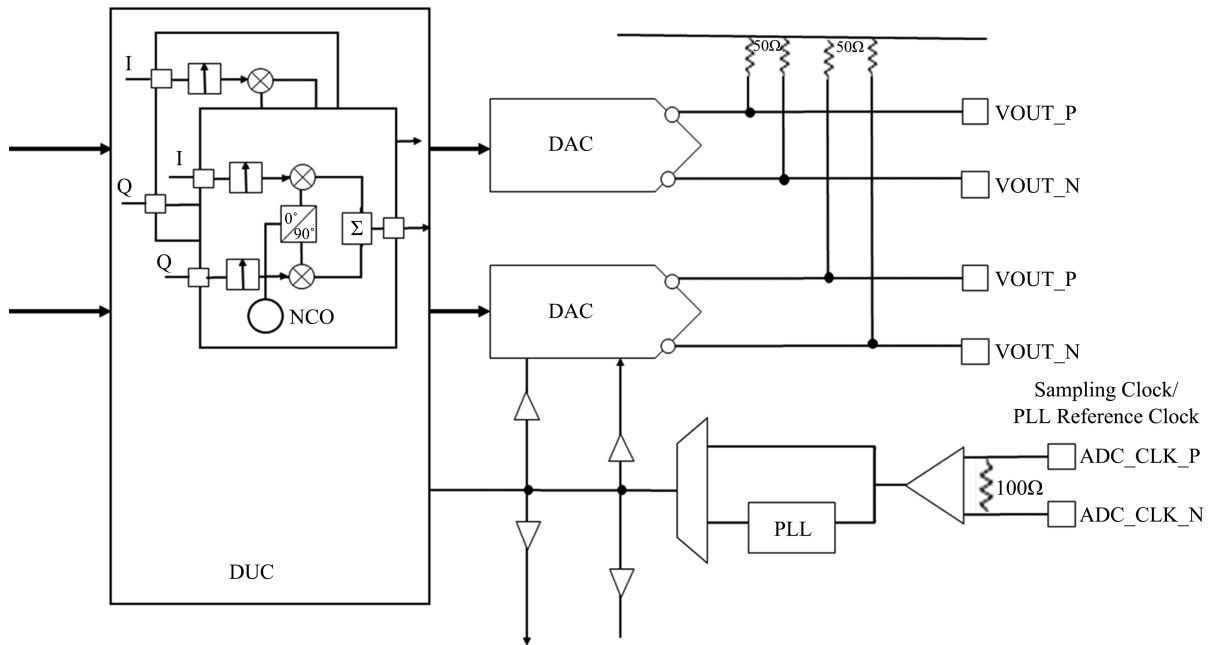 50Ω
50Ω
I
DAC
VOUT_P
I
Q
VOUT_N
0°
90°
Σ
Q
VOUT_P
NCO
DAC
VOUT_N
Sampling Clock/
PLL Reference Clock
ADC_CLK_P
100Ω
ADC_CLK_N
PLL
DUC